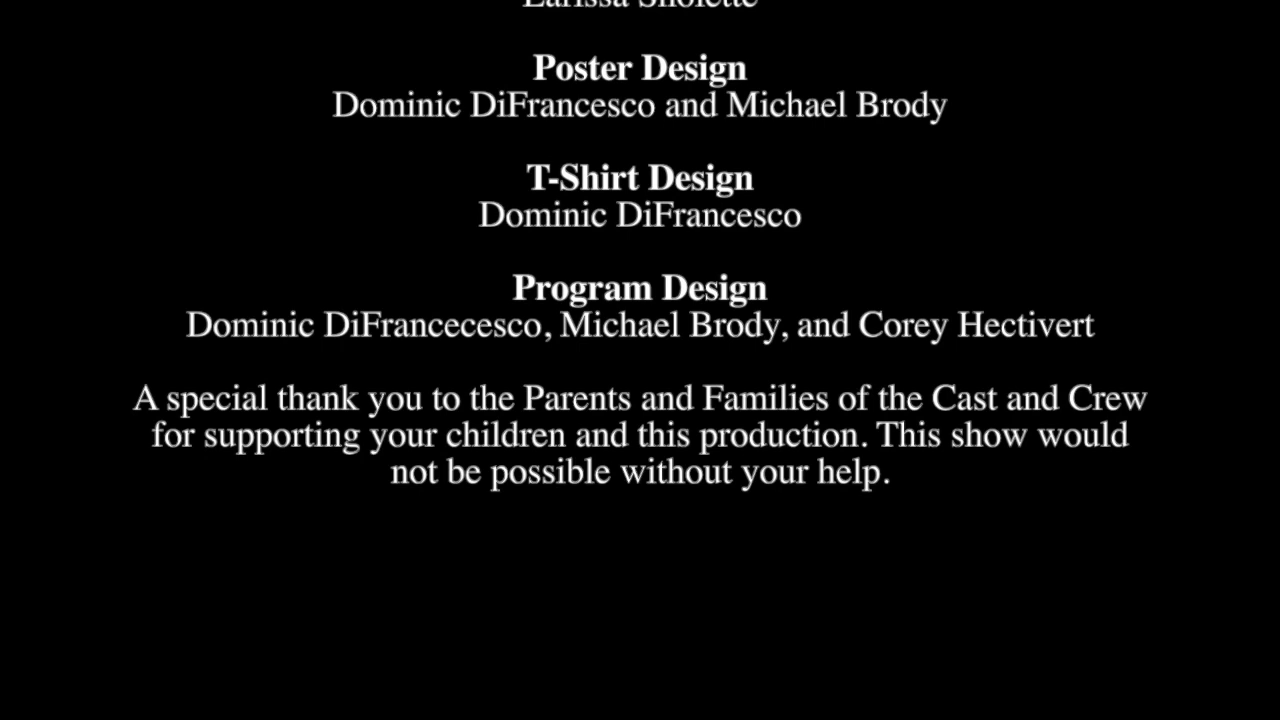 Poster Design
Dominic DiFrancesco and Michael Brody
T-Shirt Design
Dominic DiFrancesco
Program Design
Dominic DiFrancecesco, Michael Brody, and Corey Hectivert
A special thank you to the Parents and Families of the Cast and Crew
for supporting your children and this production. This show would
not be possible without your help.